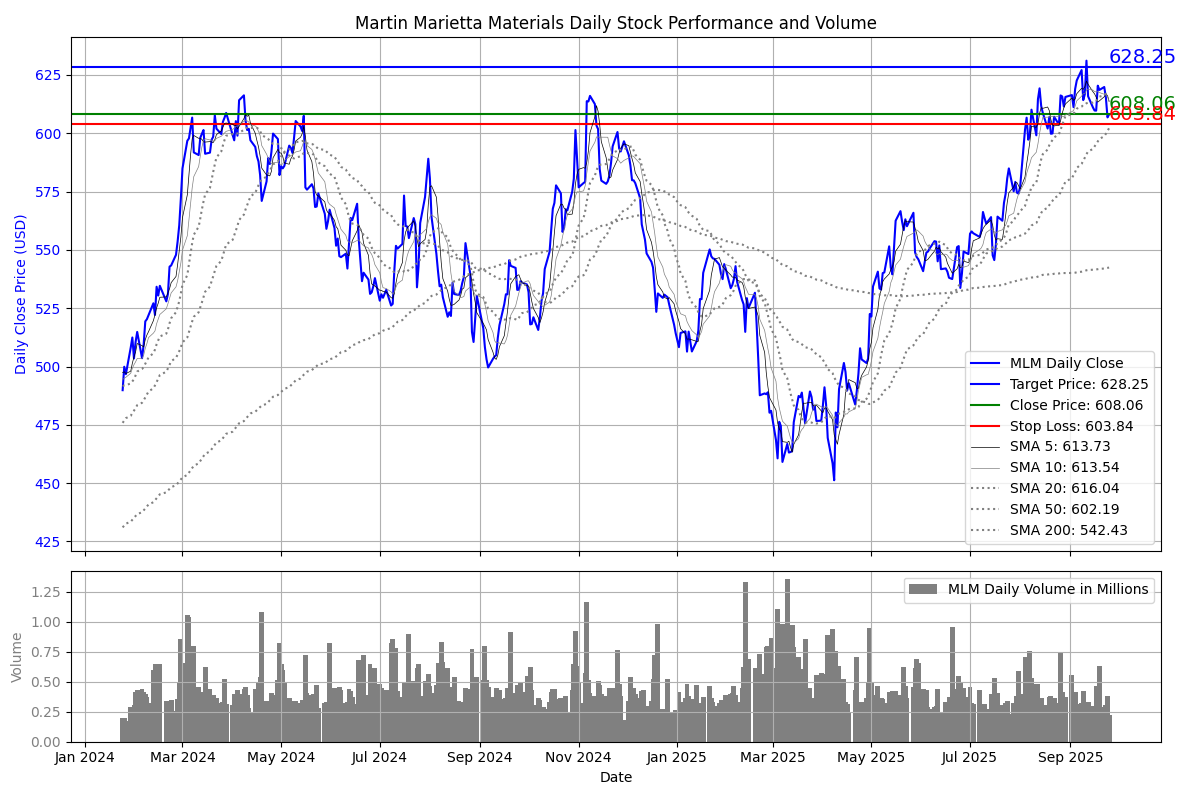 Martin Marietta Materials Daily Stock Performance and Volume
Daily Close Price (USD)
625
600
575
550
525
500
475
450
425
628.25
608.06
603.84
MLM Daily Close
Target Price: 628.25
Close Price: 608.06
Stop Loss: 603.84
SMA 5: 613.73
SMA 10: 613.54
SMA 20: 616.04
SMA 50: 602.19
SMA 200: 542.43
Volume
1.25
1.00
0.75
0.50
0.25
0.00
MLM Daily Volume in Millions
Jan 2024 Mar 2024 May 2024 Jul 2024 Sep 2024 Nov 2024 Jan 2025 Mar 2025 May 2025 Jul 2025 Sep 2025
Date